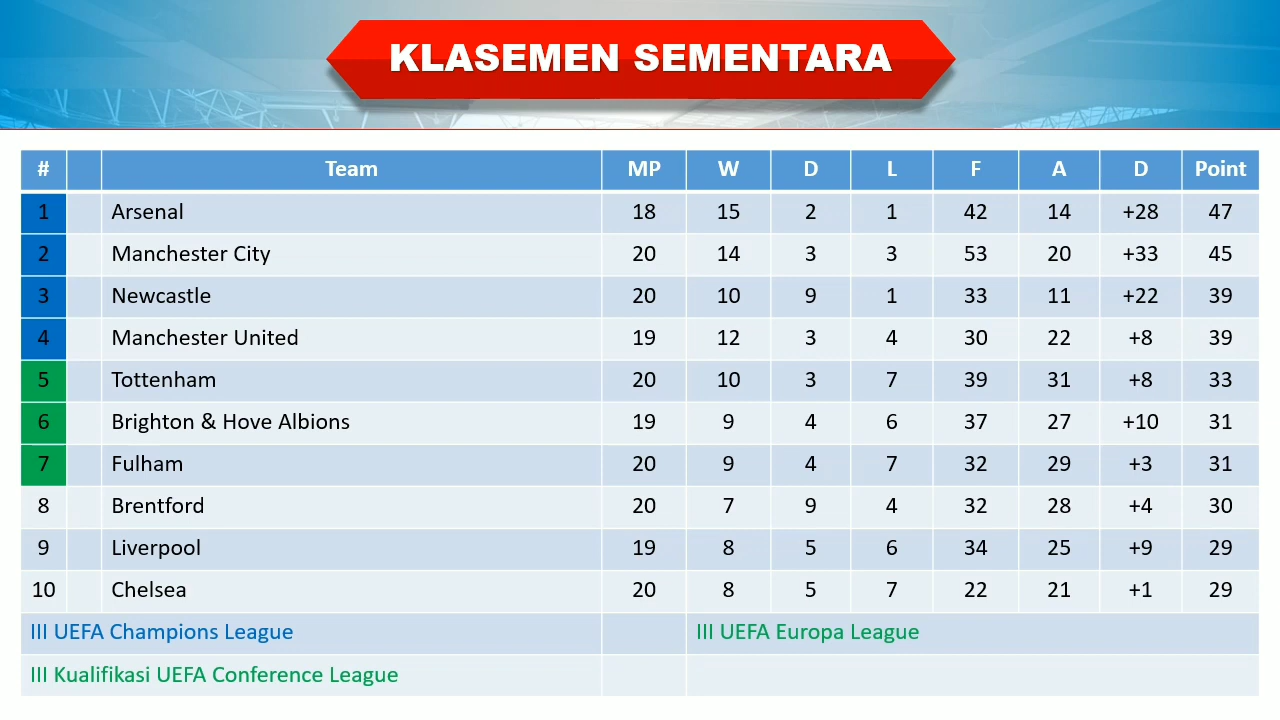 KLASEMEN SEMENTARA
# Team MP W D L F A D Point
1 Arsenal 18 15 2 1 42 14 +28 47
2 Manchester City 20 14 3 3 53 20 +33 45
3 Newcastle 20 10 9 1 33 11 +22 39
4 Manchester United 19 12 3 4 30 22 +8 39
5 Tottenham 20 10 3 7 39 31 +8 33
6 Brighton & Hove Albions 19 9 4 6 37 27 +10 31
7 Fulham 20 9 4 7 32 29 +3 31
8 Brentford 20 7 9 4 32 28 +4 30
9 Liverpool 19 8 5 6 34 25 +9 29
10 Chelsea 20 8 5 7 22 21 +1 29
III UEFA Champions League III UEFA Europa League
III Kualifikasi UEFA Conference League